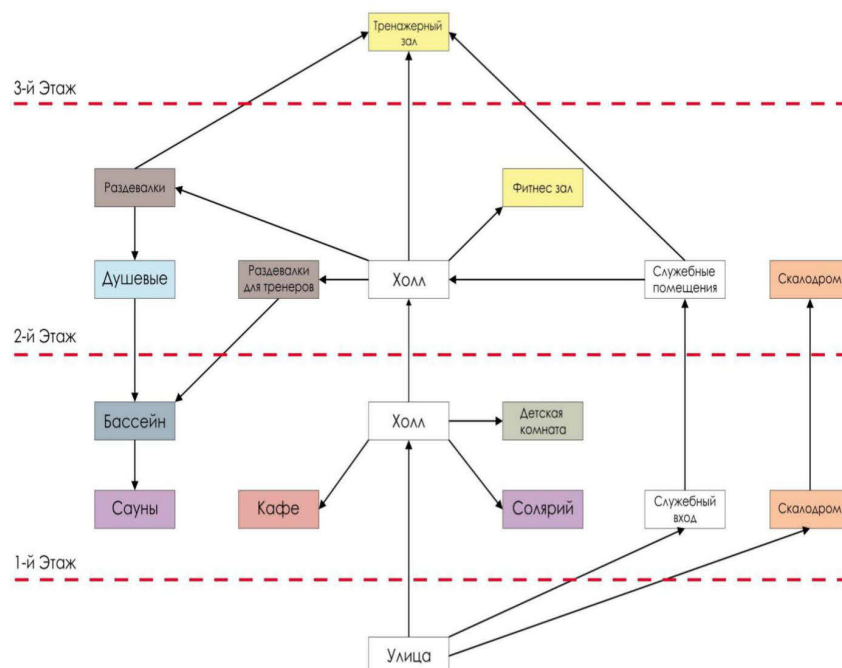 Тренажерный
зал
3-й Этаж
Раздевалки
Фитнес зал
Душевые
Раздевалки
для тренеров
Холл
Служебные
помещения
Скалодром
2-й Этаж
Бассейн
Холл
Детская
комната
Сауны
Кафе
Солярий
Служебный
вход
Скалодром
1-й Этаж
Улица